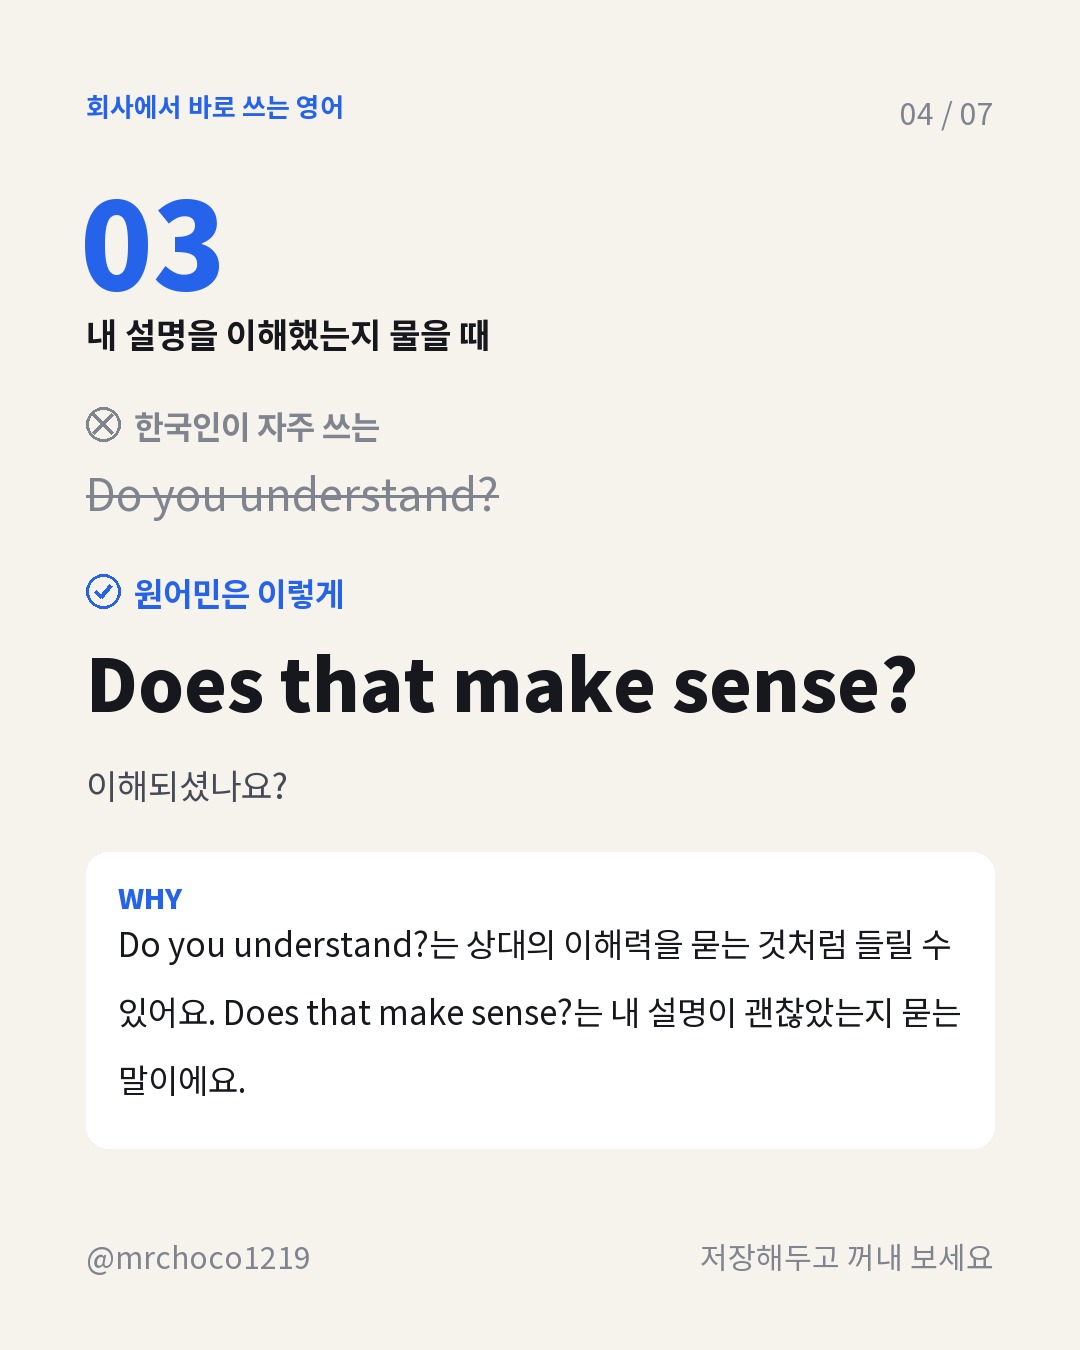 회사에서 바로 쓰는 영어
04 / 07
03
내 설명을 이해했는지 물을 때
한국인이 자주 쓰는
Do you understand?
원어민은 이렇게
Does that make sense?
이해되셨나요?
WHY
Do you understand?는 상대의 이해력을 묻는 것처럼 들릴 수
있어요. Does that make sense?는 내 설명이 괜찮았는지 묻는
말이에요.
@mrchoco1219
저장해두고 꺼내 보세요